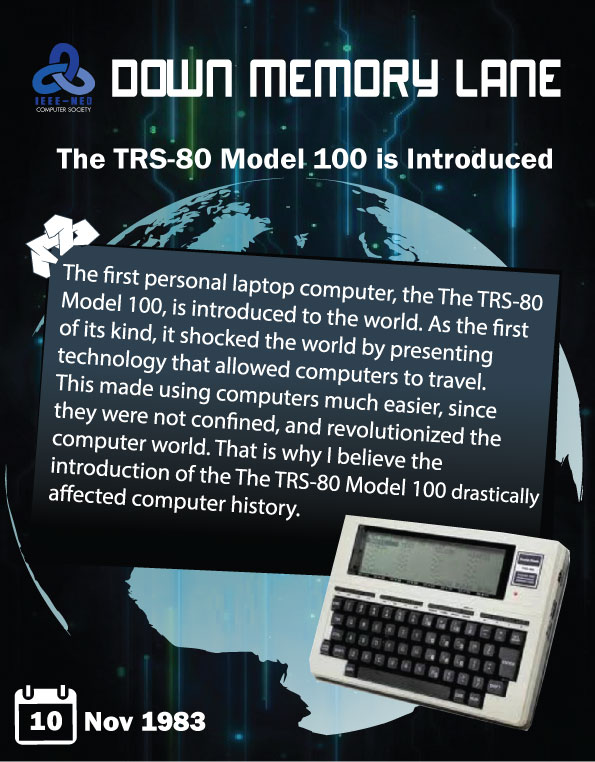 IEEE-NED
COMPUTER SOCIETY
DOWN MEMORY LANE
The TRS-80 Model 100 is Introduced
The first personal laptop computer, the The TRS-80
Model 100, is introduced to the world. As the first
of its kind, it shocked the world by presenting
technology that allowed computers to travel.
This made using computers much easier, since
they were not confined, and revolutionized the
computer world. That is why I believe the
introduction of the The TRS-80 Model 100 drastically
affected computer history.
10 Nov 1983